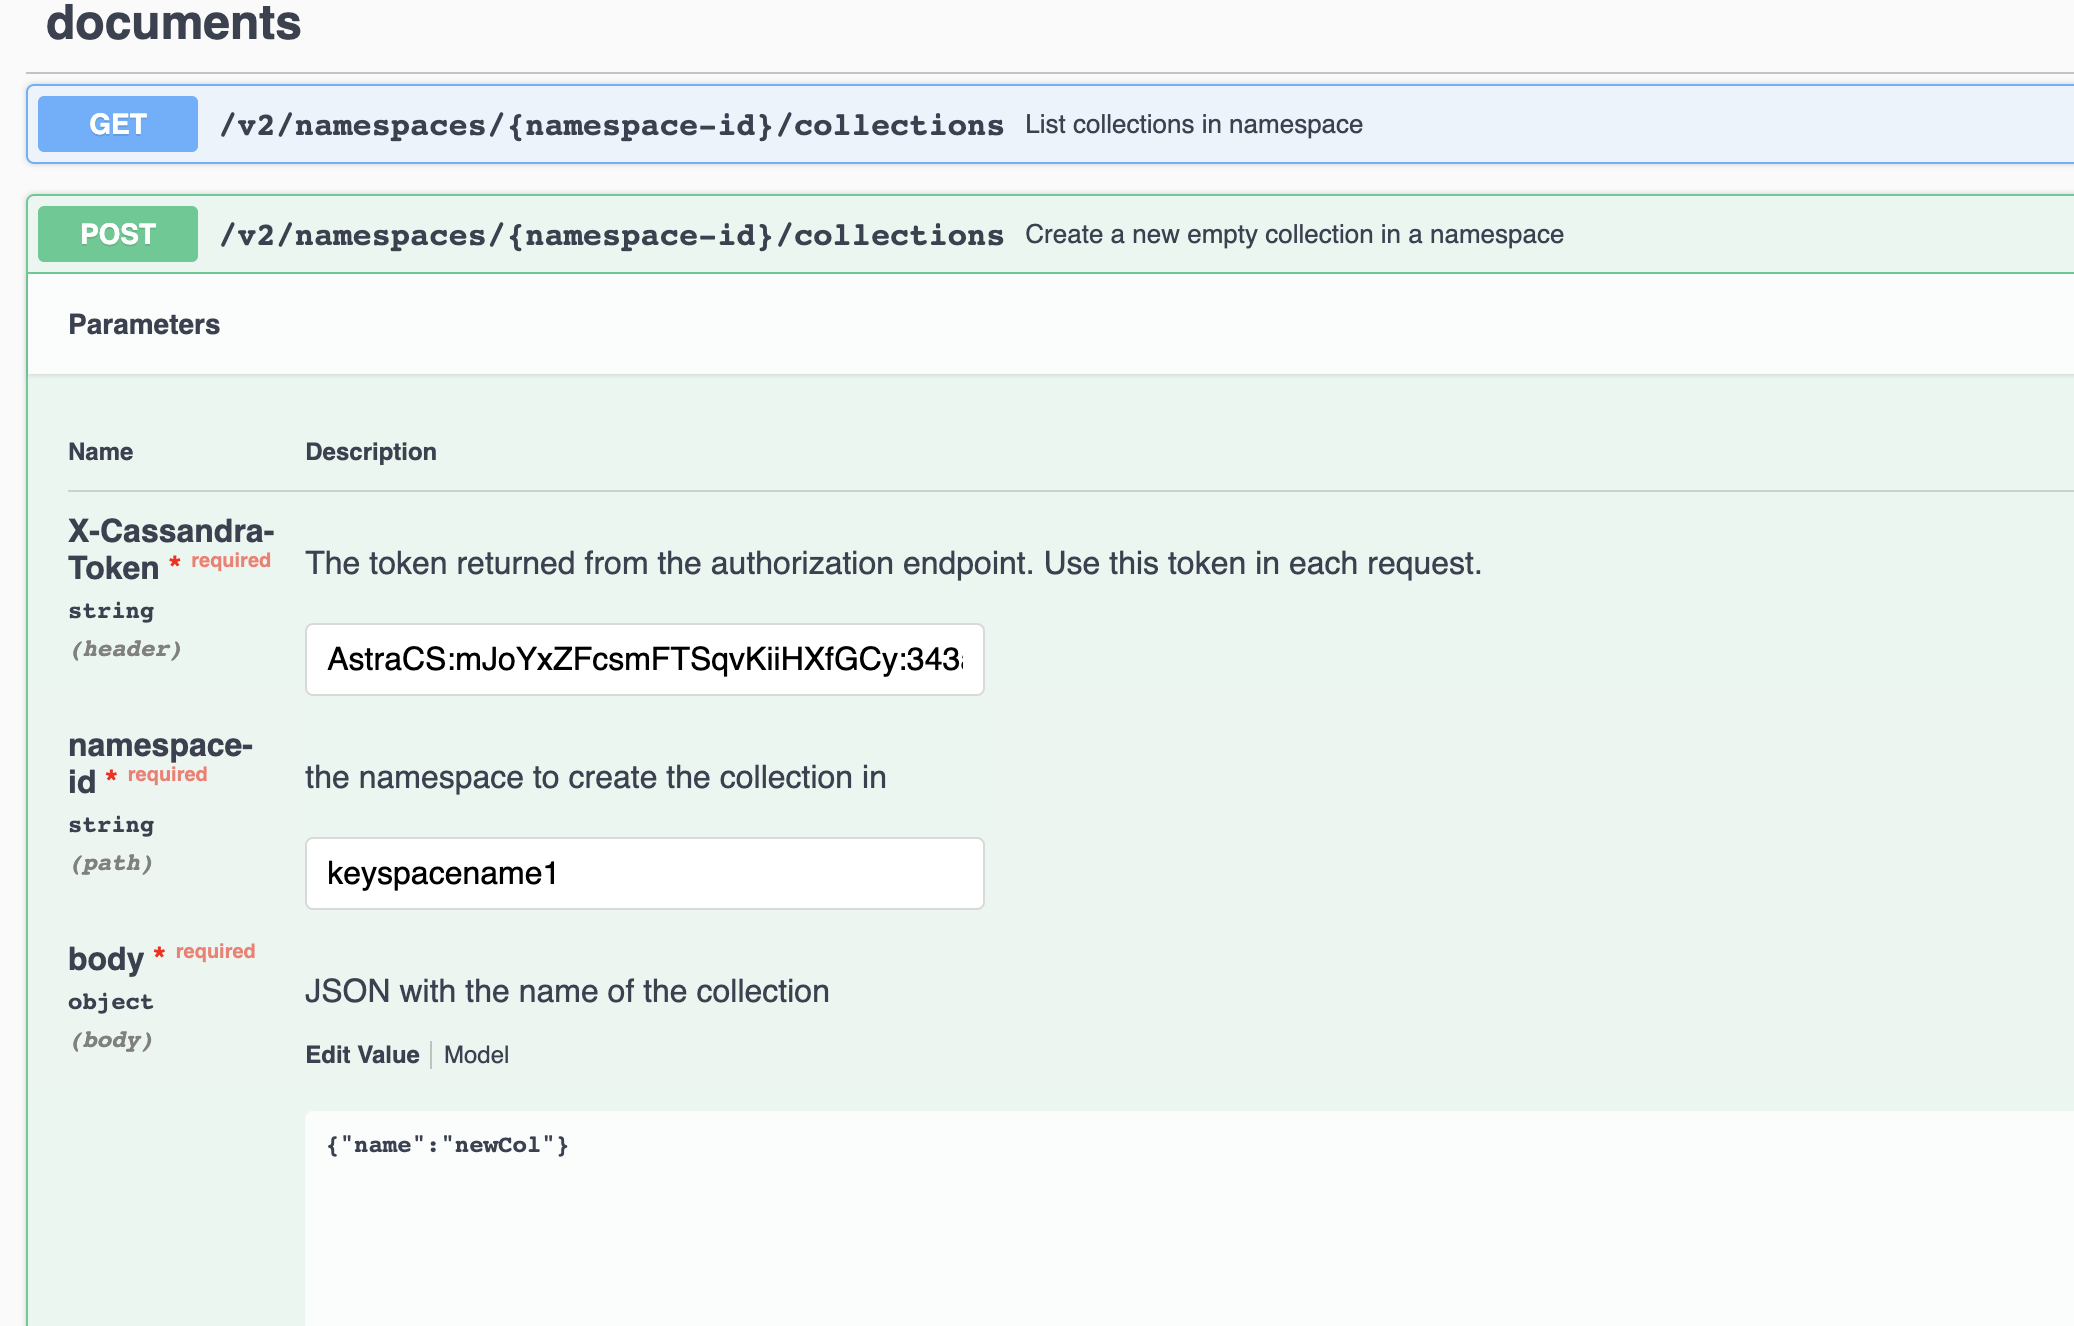 documents
GET /v2/namespaces/{namespace-id}/collections List collections in namespace
POST /v2/namespaces/{namespace-id}/collections Create a new empty collection in a namespace
Parameters
Name Description
X-Cassandra-
Token * required
string
(header)
The token returned from the authorization endpoint. Use this token in each request.
AstraCS:mJoYxZFcsmFTSqvKiiHXfGCy:343
namespace-
id * required
string
(path)
the namespace to create the collection in
keyspacename1
body * required
object
(body)
JSON with the name of the collection
Edit Value | Model
{"name":"newCol"}